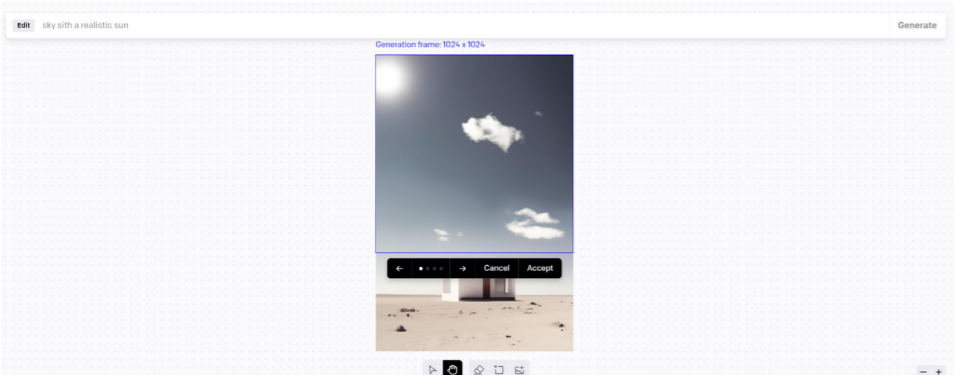 Edit sky sith a realistic sun Generate
Generation frame: 1024 x 1024
Cancel Accept